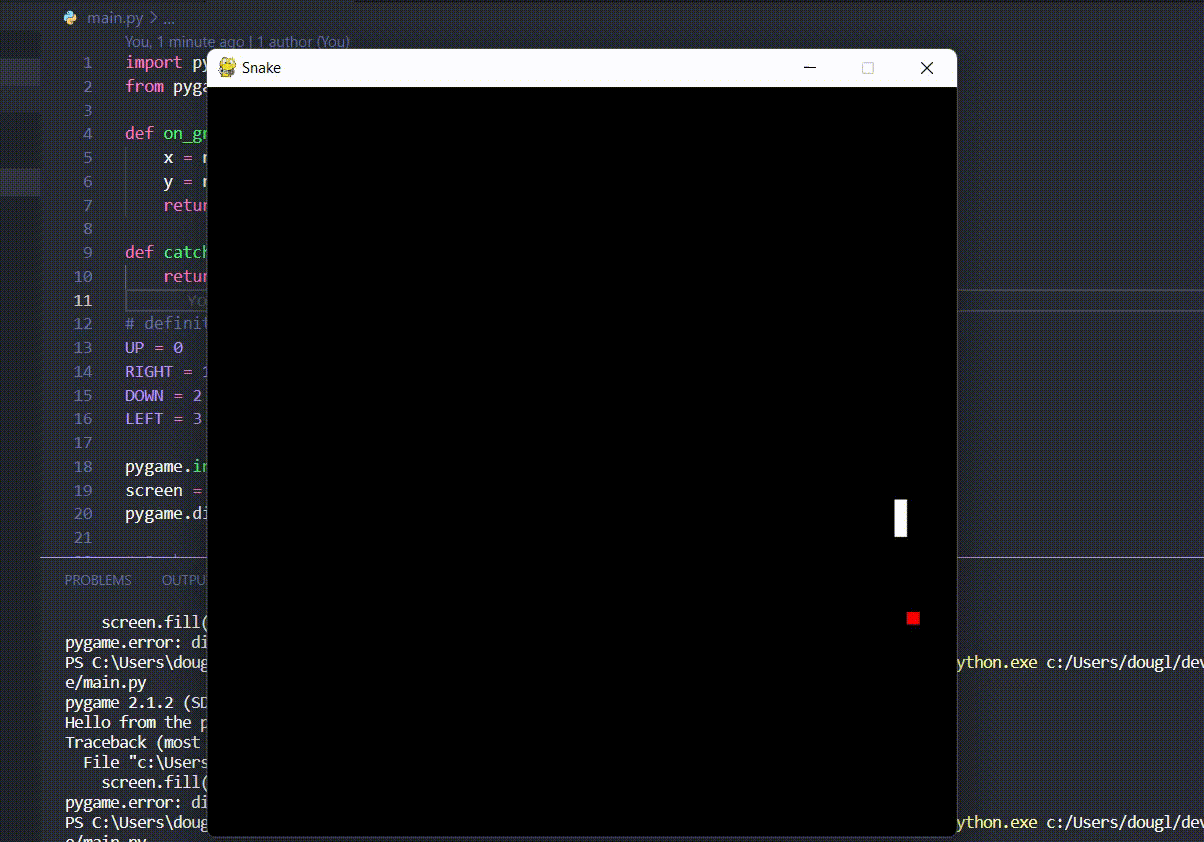 main.py > ...
You, 1 minute ago | 1 author (You)
Snake
1 import py
2 from pyga
3
4 def on_gr
5 x = r
6 y = r
7 retur
8
9 def catch
10 retur
11 Yo
12 # definit
13 UP = 0
14 RIGHT = 1
15 DOWN = 2
16 LEFT = 3
17
18 pygame.in
19 screen =
20 pygame.di
21
PROBLEMS OUTPU
screen.fill(
pygame.error: di
PS C:\Users\doug ython.exe c:/Users/dougl/dev
e/main.py
pygame 2.1.2 (SD
Hello from the p
Traceback (most
File "c:\Users
screen.fill(
pygame.error: di
PS C:\Users\doug ython.exe c:/Users/dougl/dev
e/main.py